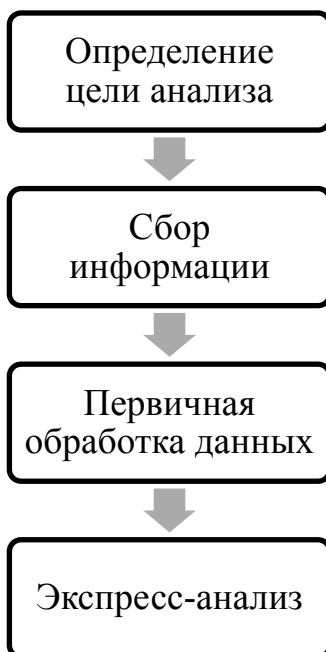 Определение
цели анализа
Сбор
информации
Первичная
обработка данных
Экспресс-анализ